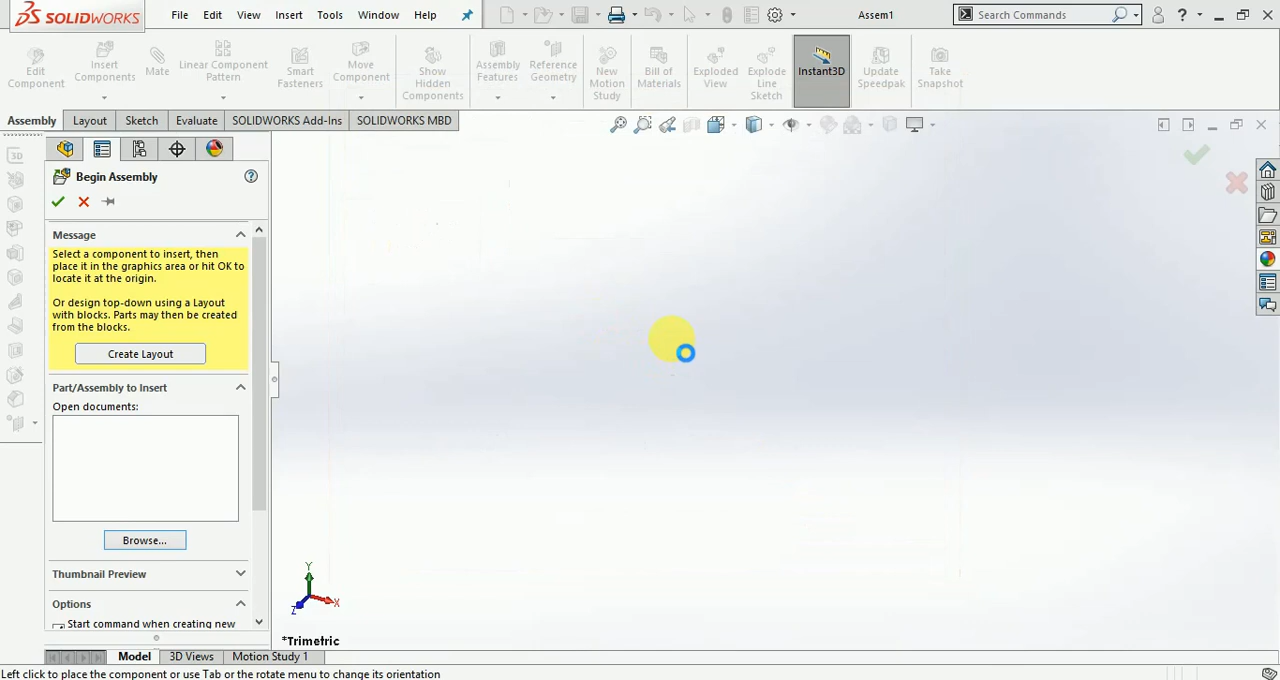 SOLIDWORKS File Edit View Insert Tools Window Help Assem1 Search Commands ?
Edit Component
Insert Components
Mate
Linear Component Pattern
Smart Fasteners
Move Component
Show Hidden Components
Assembly Features
Reference Geometry
New Motion Study
Bill of Materials
Exploded View
Explode Line Sketch
Instant3D
Update Speedpak
Take Snapshot
Assembly Layout Sketch Evaluate SOLIDWORKS Add-Ins SOLIDWORKS MBD
3D
Begin Assembly ?
Message
Select a component to insert, then
place it in the graphics area or hit OK to
locate it at the origin.
Or design top-down using a Layout
with blocks. Parts may then be created
from the blocks.
Create Layout
Part/Assembly to Insert
Open documents:
Browse...
Thumbnail Preview
Options
Start command when creating new
Y
X
Z
*Trimetric
Model 3D Views Motion Study 1
Left click to place the component or use Tab or the rotate menu to change its orientation